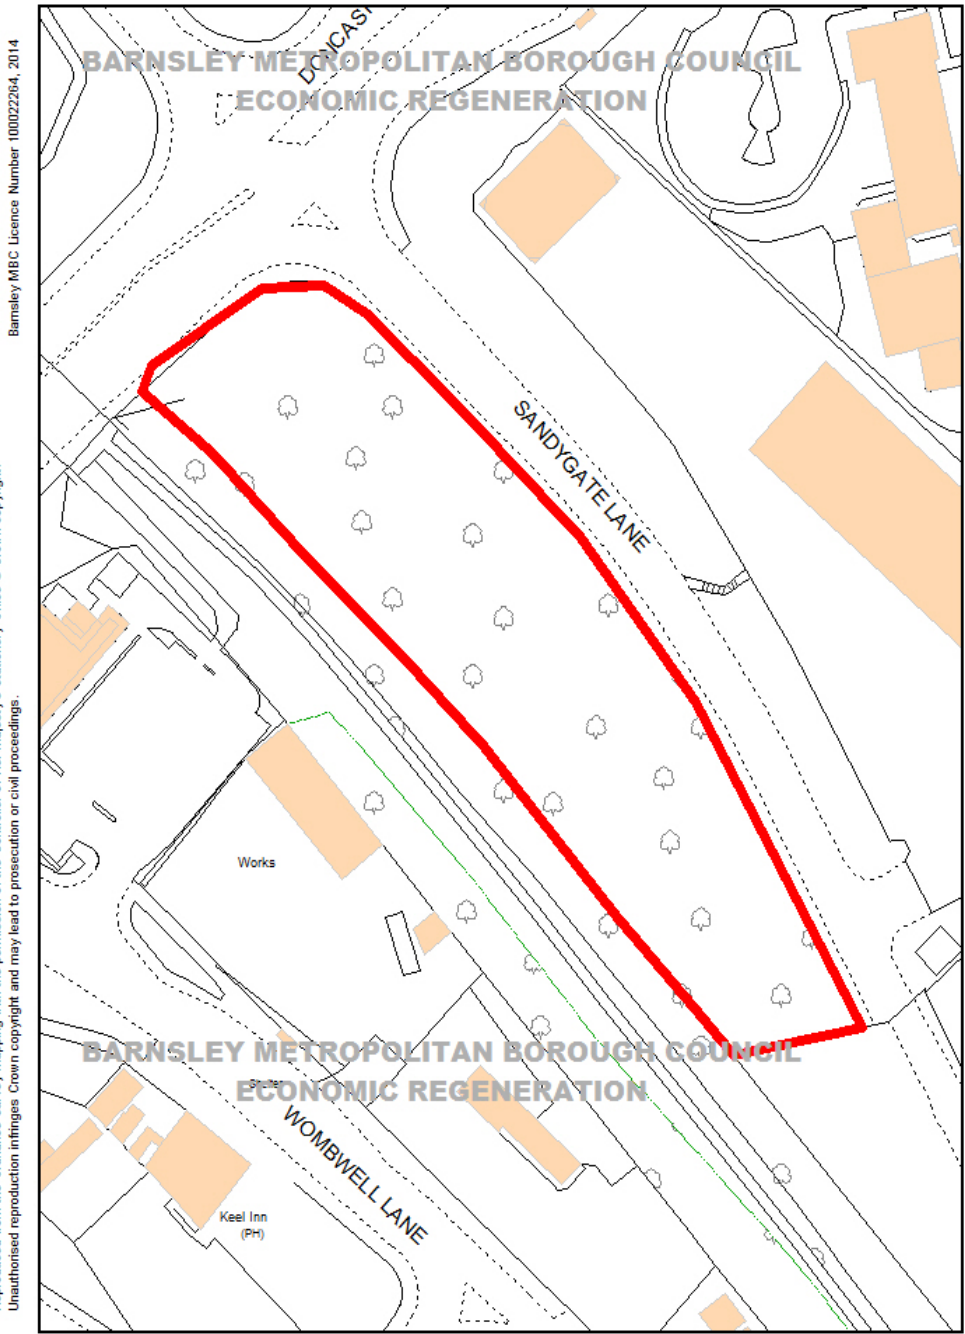 BARNSLEY METROPOLITAN BOROUGH COUNCIL
ECONOMIC REGENERATION
SANDYGATE LANE
Works
BARNSLEY METROPOLITAN BOROUGH COUNCIL
ECONOMIC REGENERATION
Shelter
WOMBWELL LANE
Keel Inn
(PH)
Barnsley MBC Licence Number 100022264, 2014
Unauthorised reproduction infringes Crown copyright and may lead to prosecution or civil proceedings.